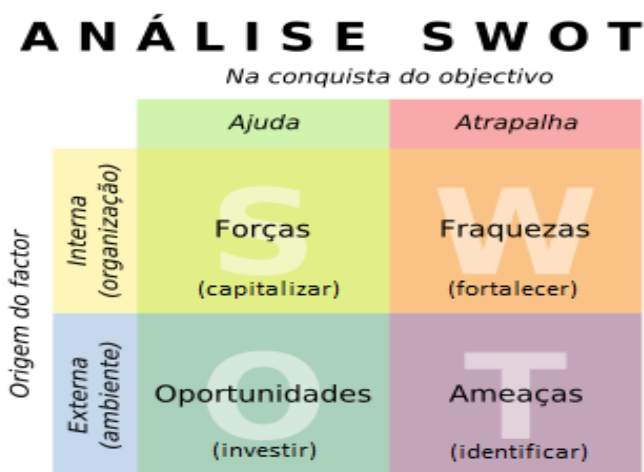 ANÁLISE SWOT
Na conquista do objectivo
Ajuda
Atrapalha
Origem do factor
Interna
(organização)
S
Forças
(capitalizar)
W
Fraquezas
(fortalecer)
Externa
(ambiente)
O
Oportunidades
(investir)
T
Ameaças
(identificar)